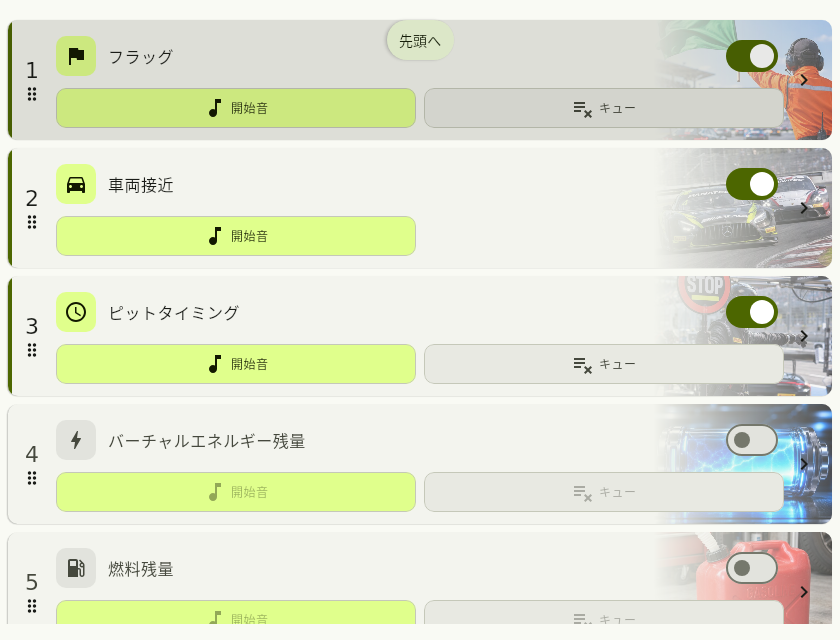 先頭へ
1
フラッグ
開始音
キュー
2
車両接近
開始音
3
ピットタイミング
STOP
開始音
キュー
4
バーチャルエネルギー残量
開始音
キュー
5
燃料残量
開始音
キュー